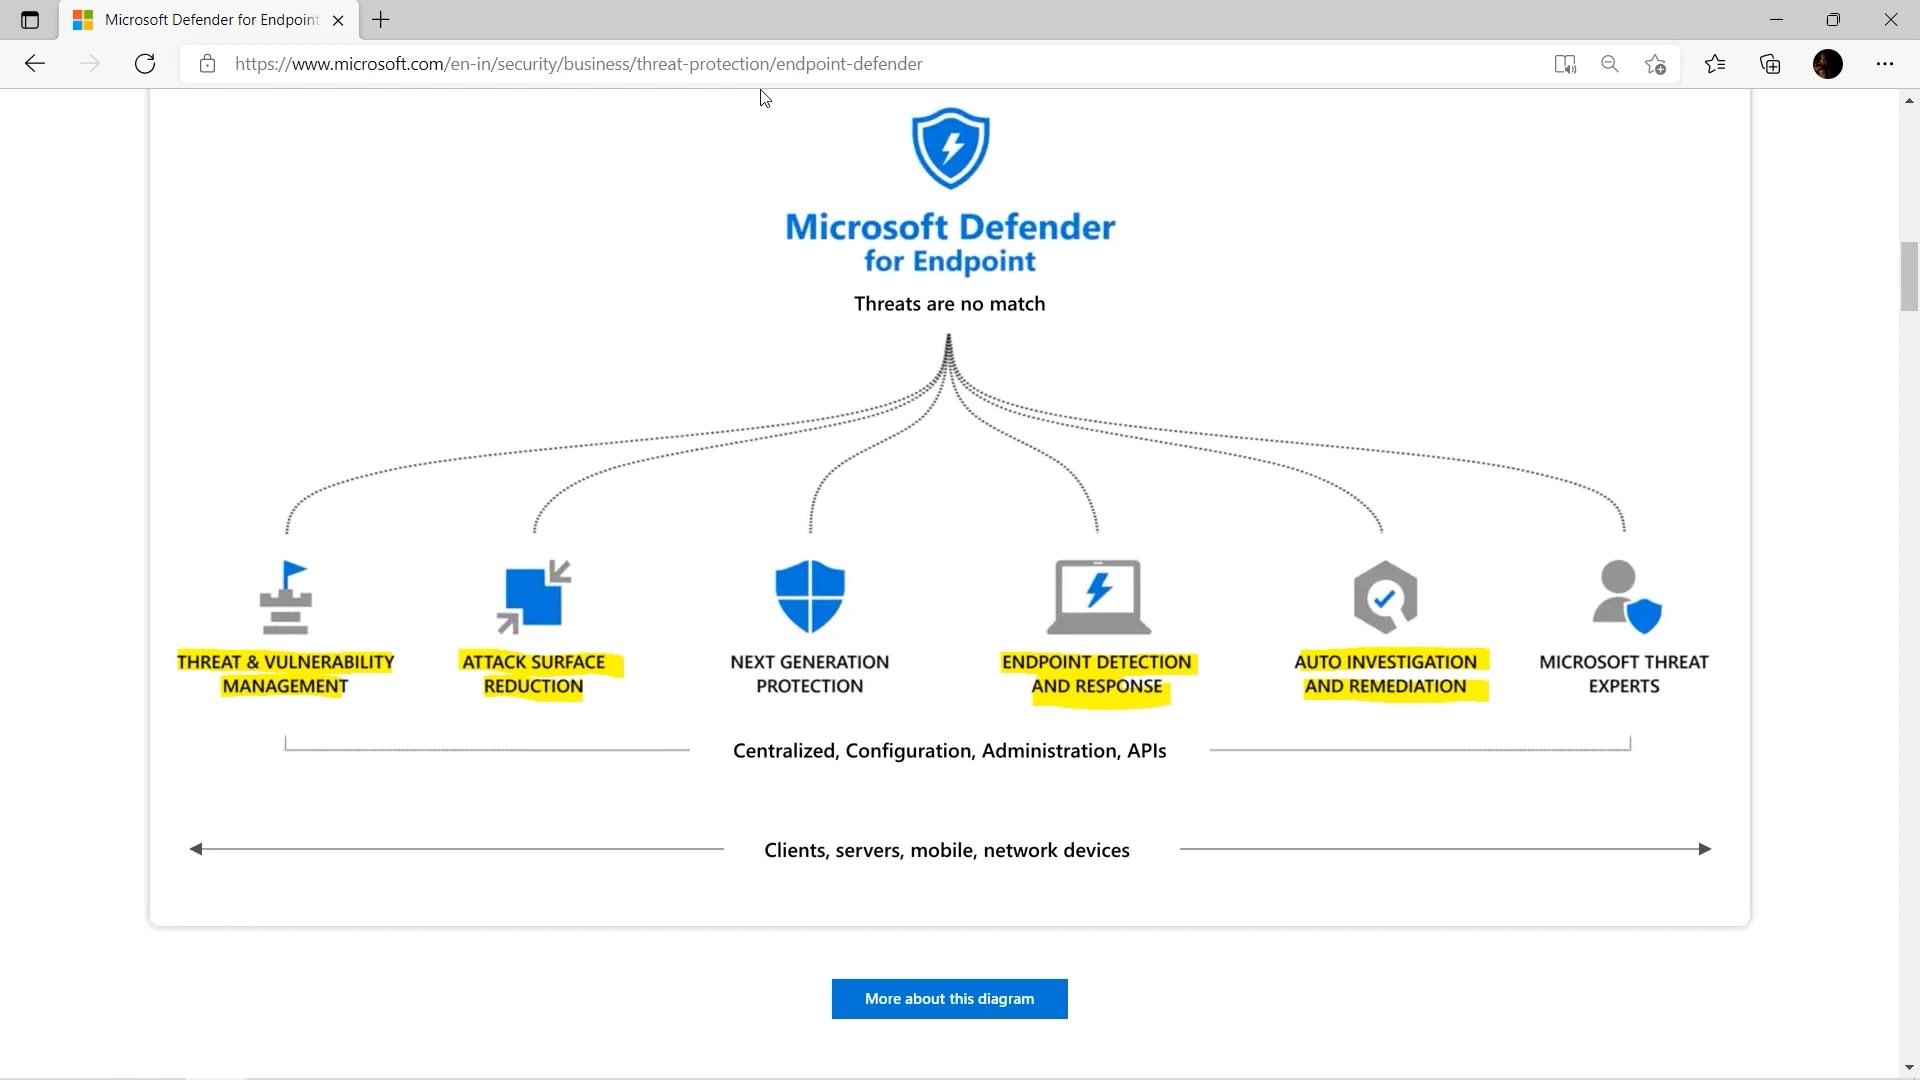 Microsoft Defender for Endpoint
https://www.microsoft.com/en-in/security/business/threat-protection/endpoint-defender
Microsoft Defender
for Endpoint
Threats are no match
THREAT & VULNERABILITY
MANAGEMENT
ATTACK SURFACE
REDUCTION
NEXT GENERATION
PROTECTION
ENDPOINT DETECTION
AND RESPONSE
AUTO INVESTIGATION
AND REMEDIATION
MICROSOFT THREAT
EXPERTS
Centralized, Configuration, Administration, APIs
Clients, servers, mobile, network devices
More about this diagram